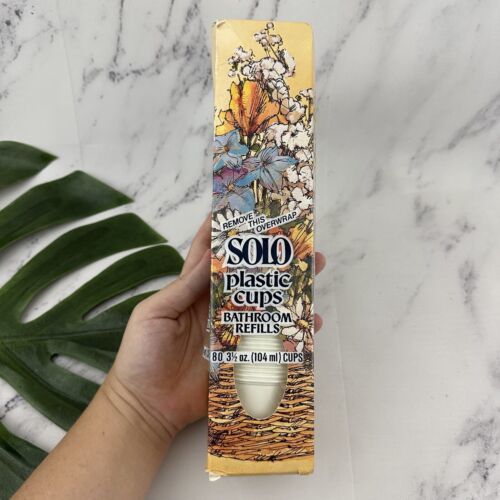 REMOVE THIS OVERWRAP
SOLO
plastic
cups
BATHROOM
REFILLS
80 3½ oz. (104 ml) CUPS